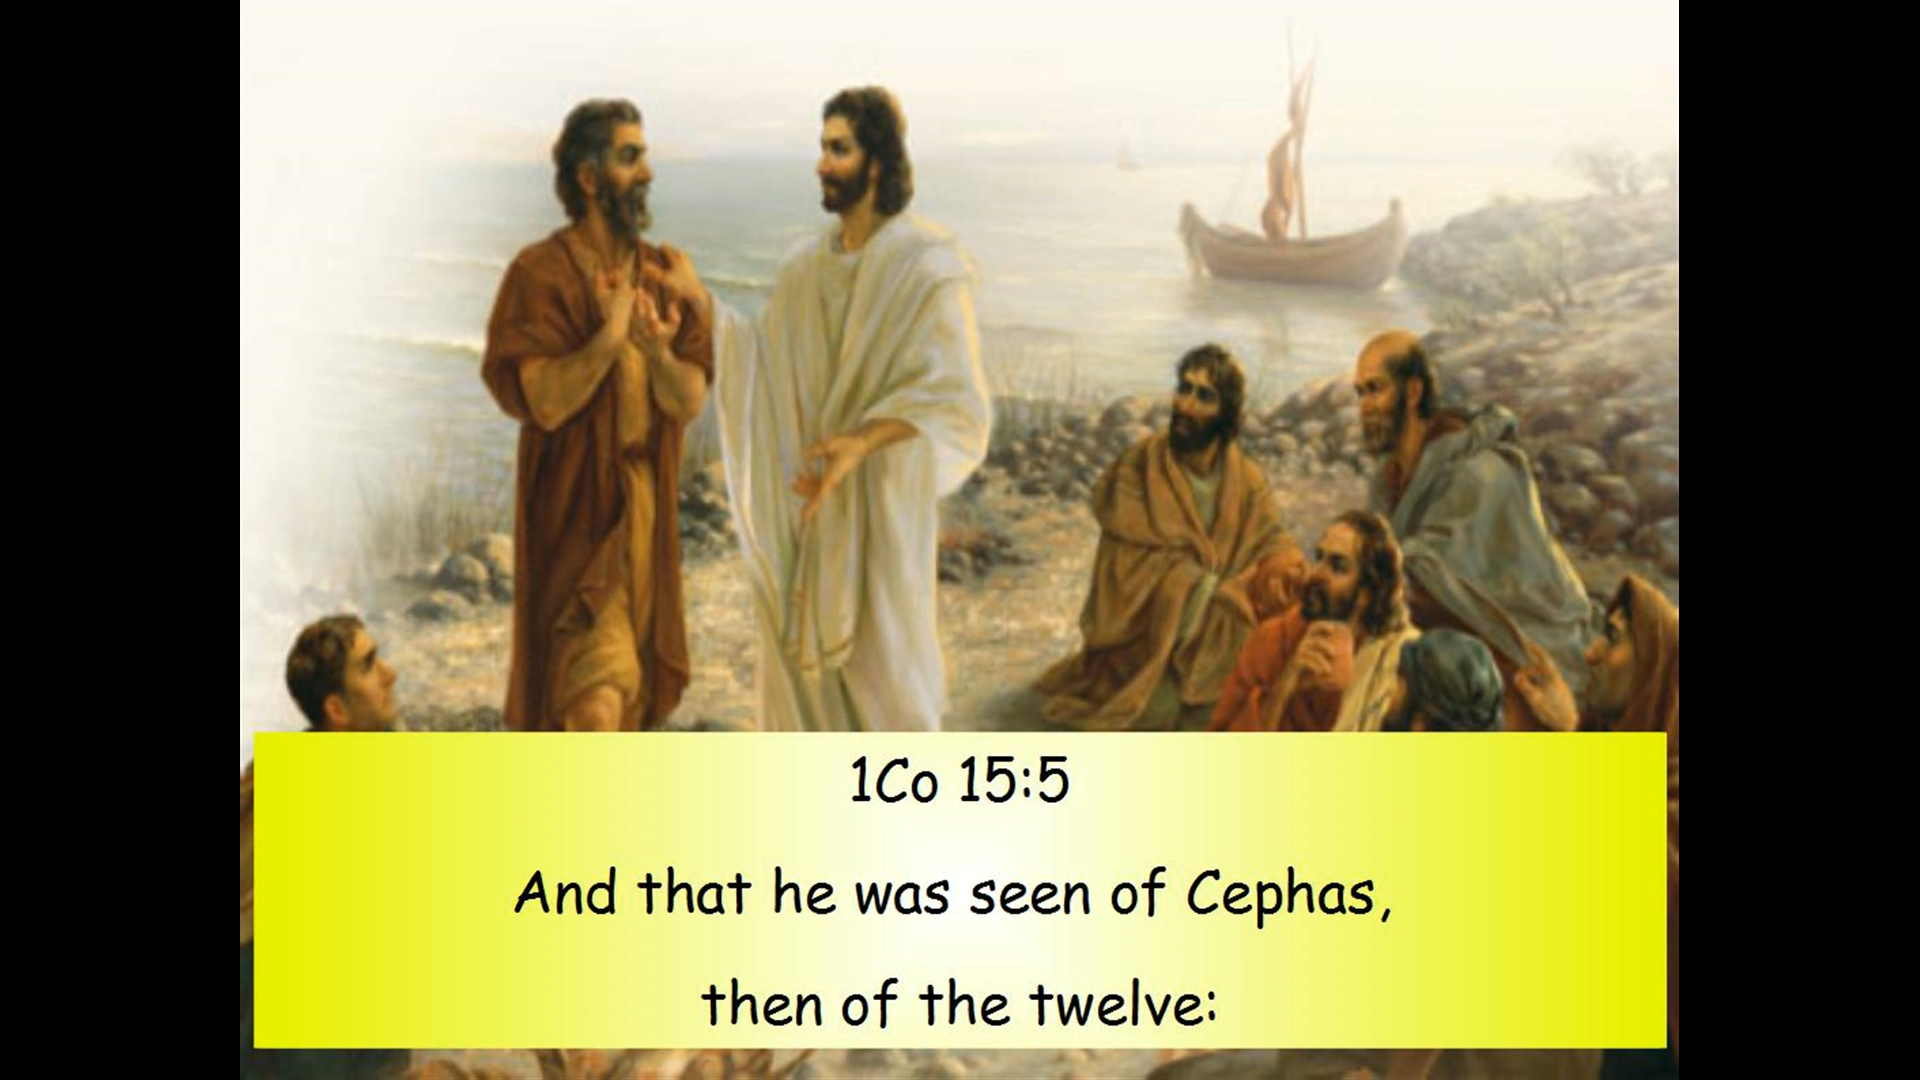 1Co 15:5
And that he was seen of Cephas,
then of the twelve: